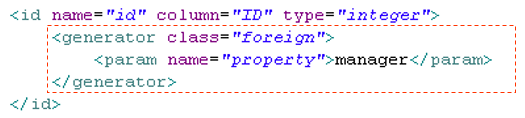 <id name="id" column="ID" type="integer">
<generator class="foreign">
<param name="property">manager</param>
</generator>
</id>